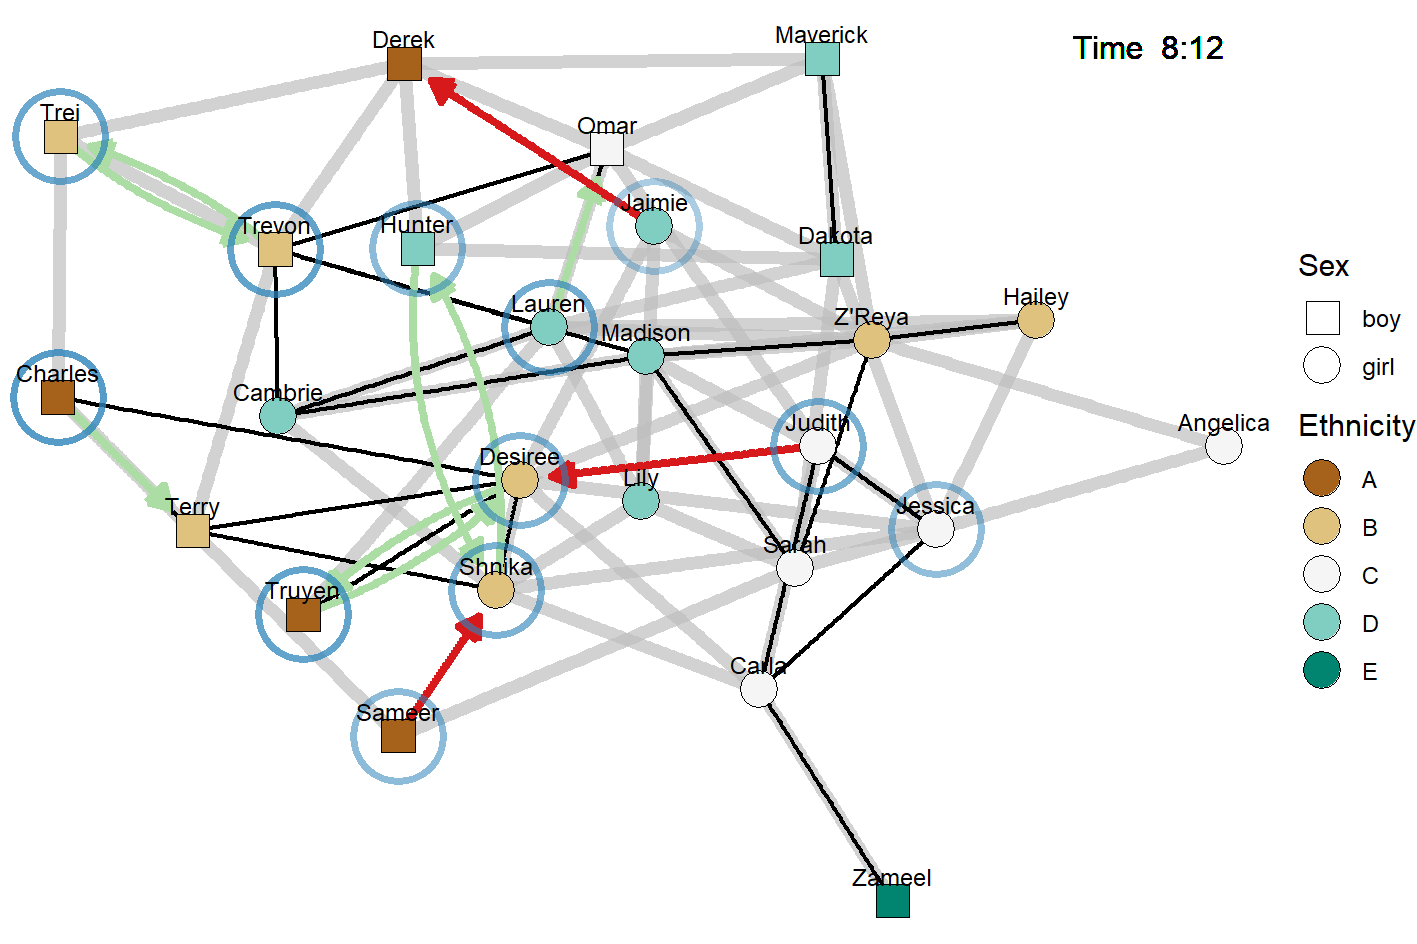 Derek
Maverick
Time 8:12
Trei
Omar
Jaimie
Trevon
Hunter
Dakota
Sex
Lauren
Hailey
boy
Z'Reya
Madison
girl
Charles
Cambrie
Judith
Angelica
Ethnicity
Desiree
Lily
A
Terry
Jessica
B
Sarah
Shnika
C
Truyen
D
Carla
E
Sameer
Zameel